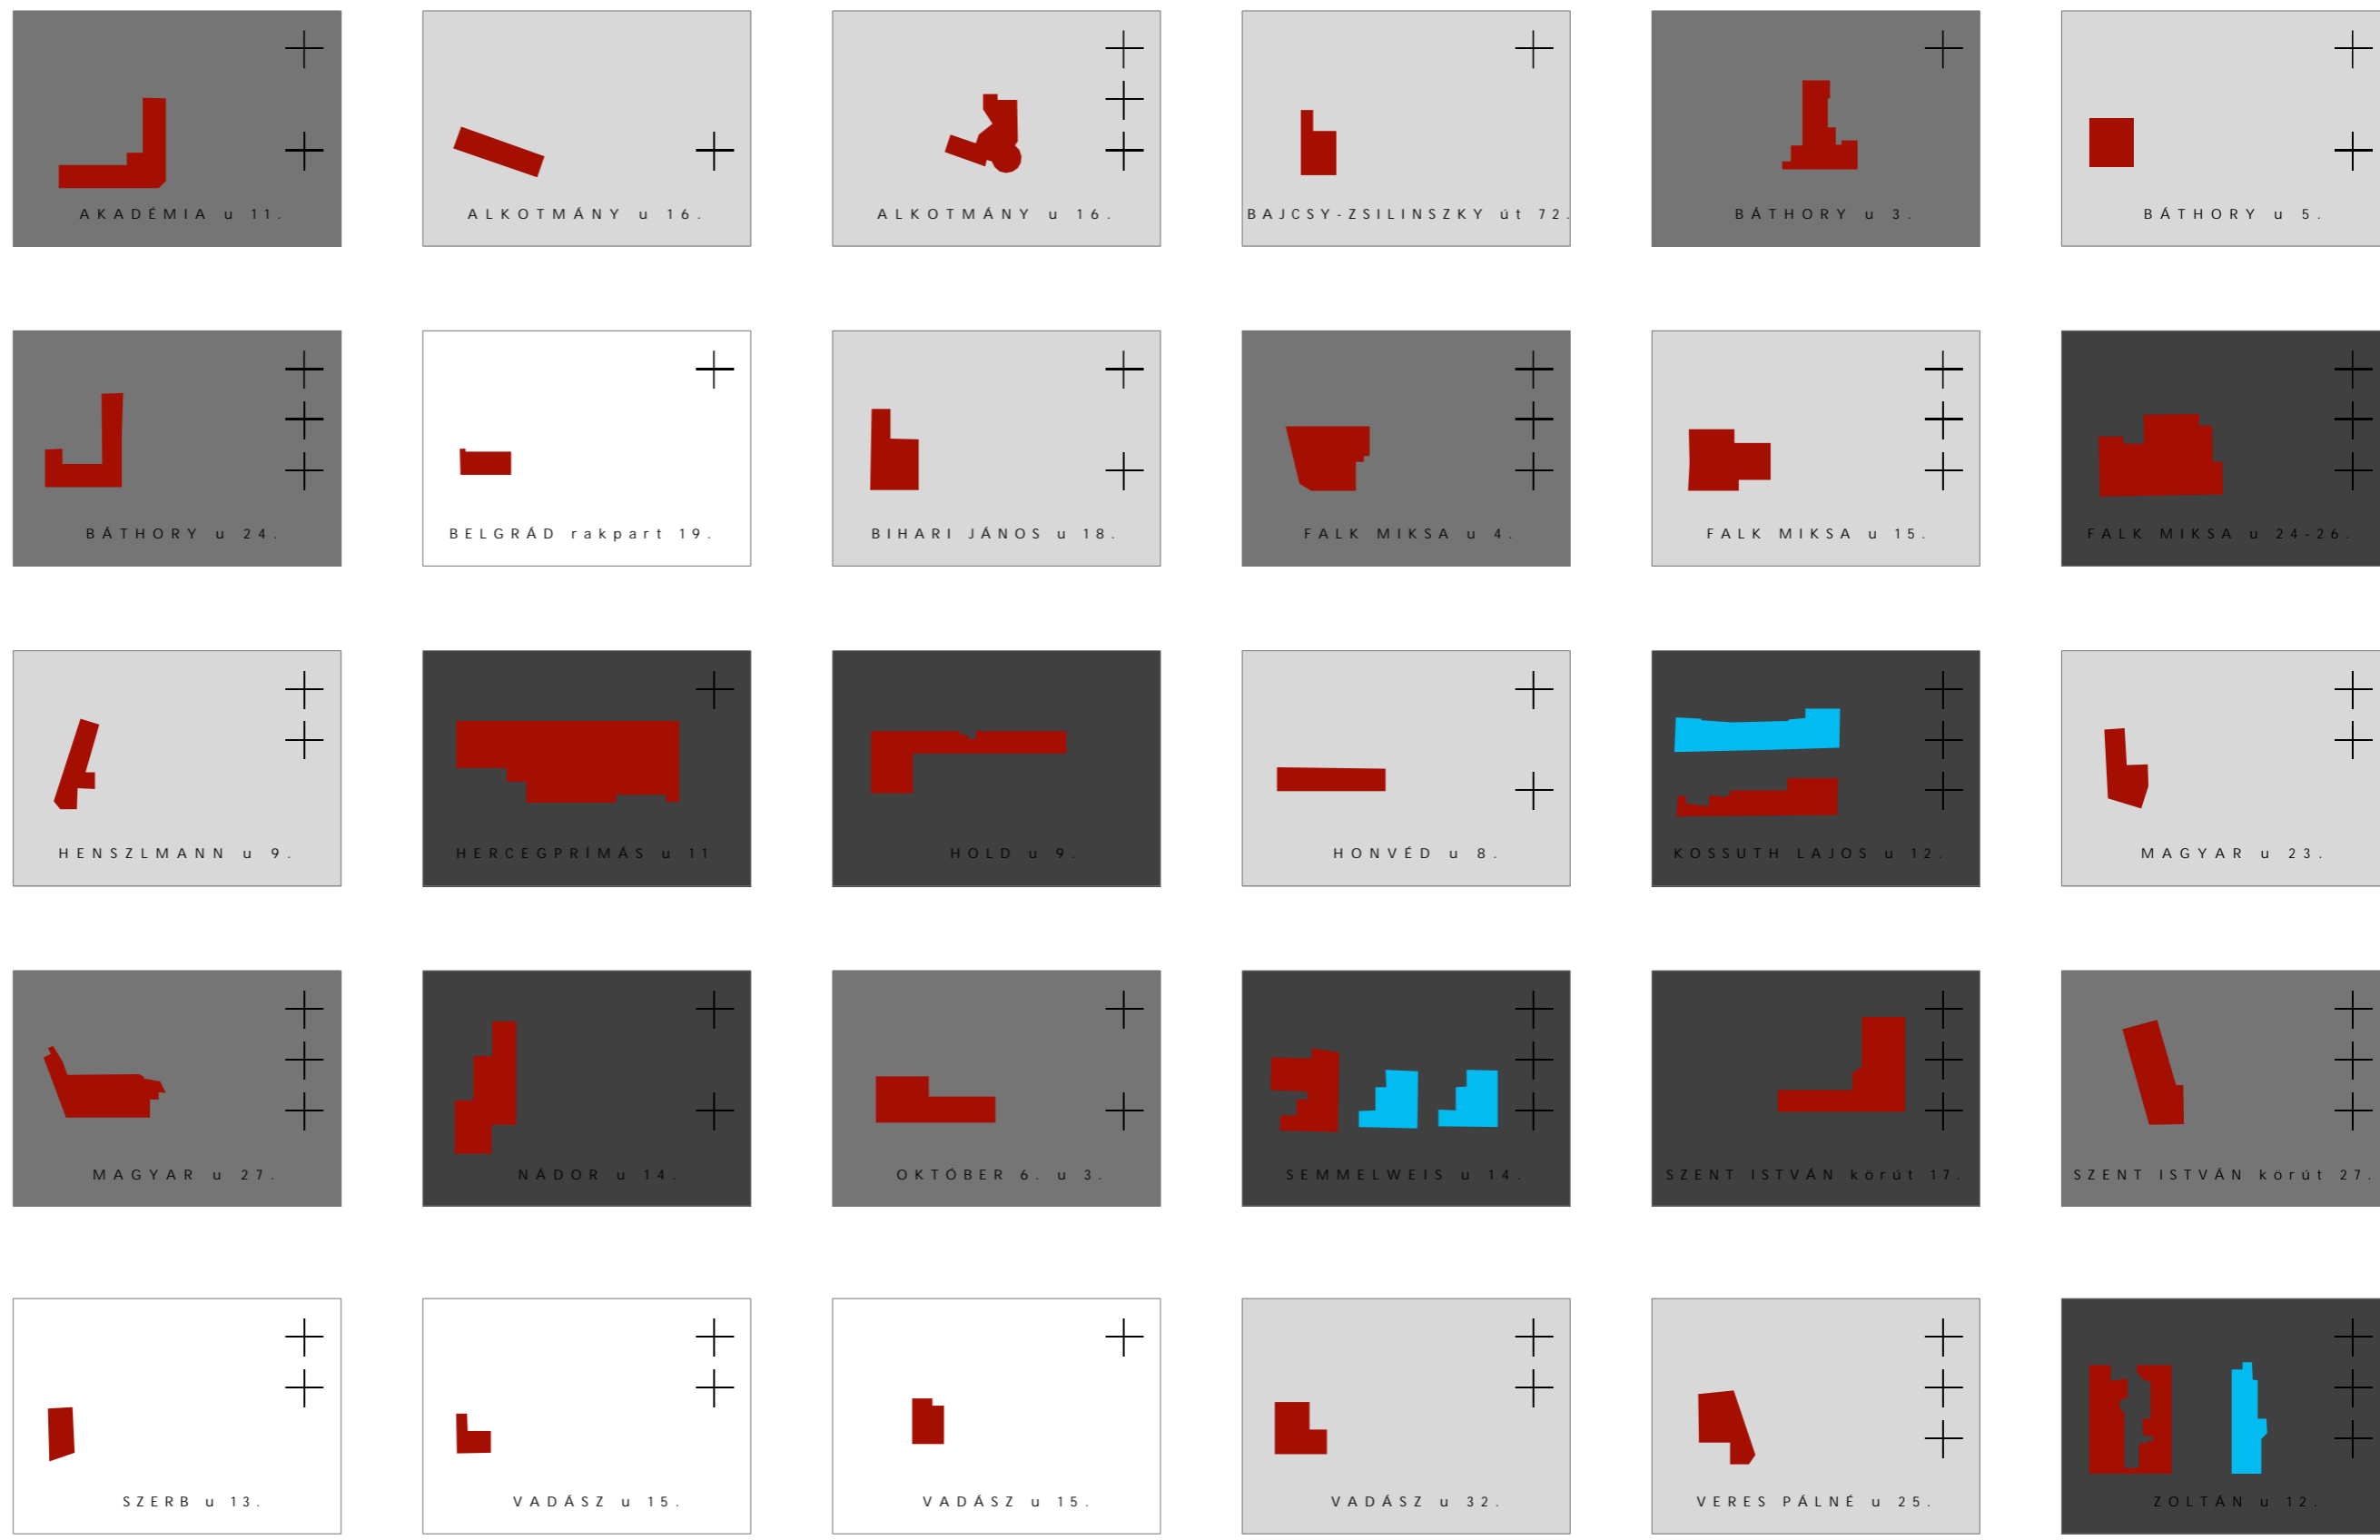 AKADÉMIA u 11.
ALKOTMÁNY u 16.
ALKOTMÁNY u 16.
BAJCSY-ZSILINSZKY út 72.
BÁTHORY u 3.
BÁTHORY u 5.
BÁTHORY u 24.
BELGRÁD rakpart 19.
BIHARI JÁNOS u 18.
FALK MIKSA u 4.
FALK MIKSA u 15.
FALK MIKSA u 24-26.
HENSZLMANN u 9.
HERCEGPRÍMÁS u 11
HOLD u 9.
HONVÉD u 8.
KOSSUTH LAJOS u 12.
MAGYAR u 23.
MAGYAR u 27.
NÁDOR u 14.
OKTÓBER 6. u 3.
SEMMELWEIS u 14.
SZENT ISTVÁN körút 17.
SZENT ISTVÁN körút 27.
SZERB u 13.
VADÁSZ u 15.
VADÁSZ u 15.
VADÁSZ u 32.
VERES PÁLNÉ u 25.
ZOLTÁN u 12.